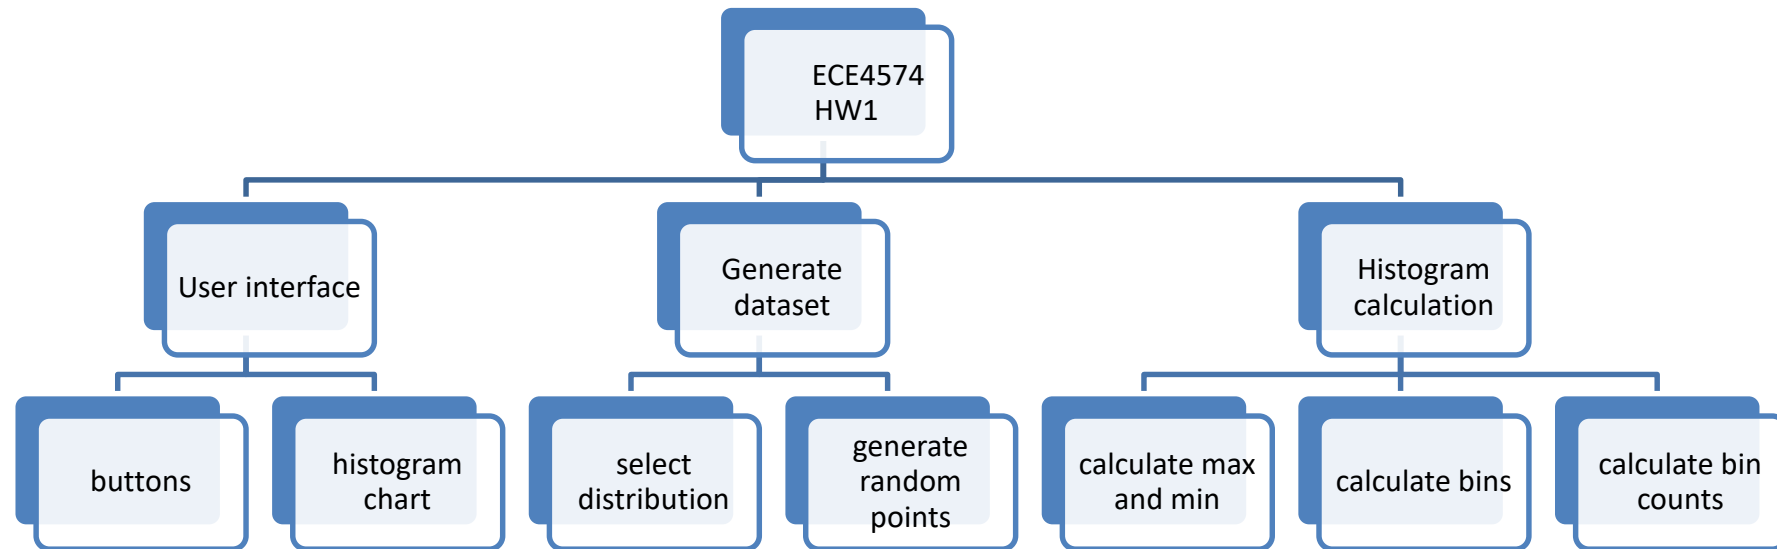 ECE4574
HW1
User interface
Generate
dataset
Histogram
calculation
buttons
histogram
chart
select
distribution
generate
random
points
calculate max
and min
calculate bins
calculate bin
counts